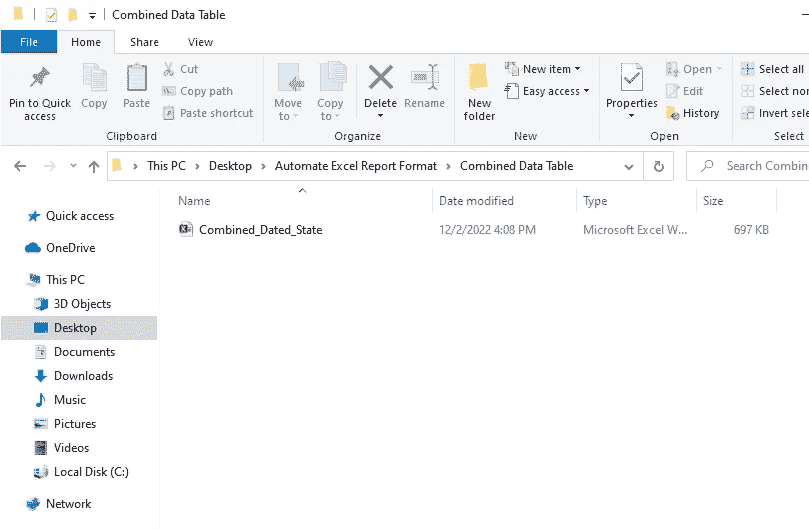 Combined Data Table
File Home Share View
Pin to Quick access
Copy
Paste
Cut
Copy path
Paste shortcut
Clipboard
Move to
Copy to
Delete
Rename
Organize
New folder
New item
Easy access
New
Properties
Open
Edit
History
Open
Select all
Select non
Invert sele
Select
This PC > Desktop > Automate Excel Report Format > Combined Data Table
Search Combin
Name Date modified Type Size
Combined_Dated_State 12/2/2022 4:08 PM Microsoft Excel W... 697 KB
Quick access
OneDrive
This PC
3D Objects
Desktop
Documents
Downloads
Music
Pictures
Videos
Local Disk (C:)
Network